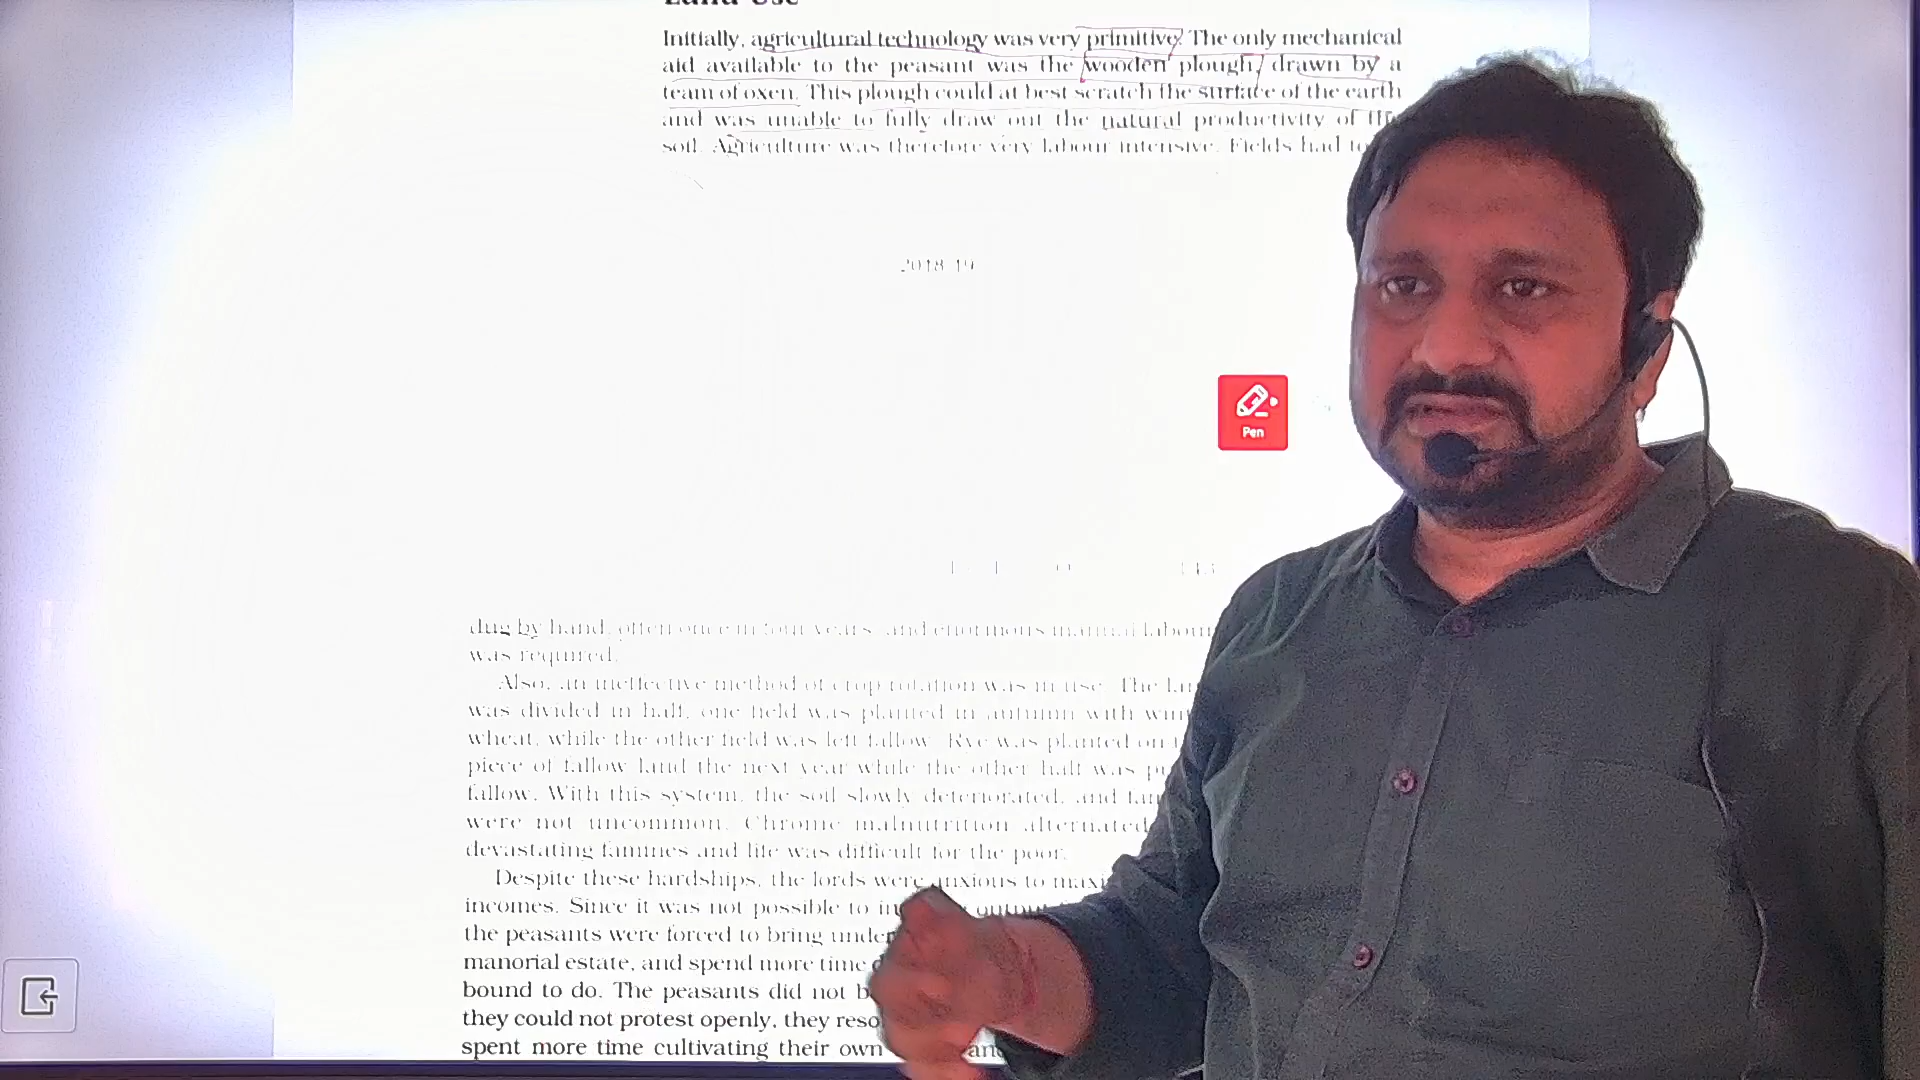 Land Use
Initially, agricultural technology was very primitive. The only mechanical
aid available to the peasant was the wooden plough, drawn by a
team of oxen. This plough could at best scratch the surface of the earth
and was unable to fully draw out the natural productivity of the
soil. Agriculture was therefore very labour intensive. Fields had to
2018-19
Pen
dug by hand, often once in four years, and enormous manual labour
was required.
Also, an ineffective method of crop rotation was in use. The
was divided in half, one field was planted in autumn with
wheat, while the other field was left fallow. Rye was planted on
piece of fallow land the next year while the other half was
fallow. With this system, the soil slowly deteriorated, and
were not uncommon. Chronic malnutrition alternated
devastating famines and life was difficult for the poor.
Despite these hardships, the lords were anxious to
incomes. Since it was not possible to output
the peasants were forced to bring under
manorial estate, and spend more time
bound to do. The peasants did not
they could not protest openly, they
spent more time cultivating their own